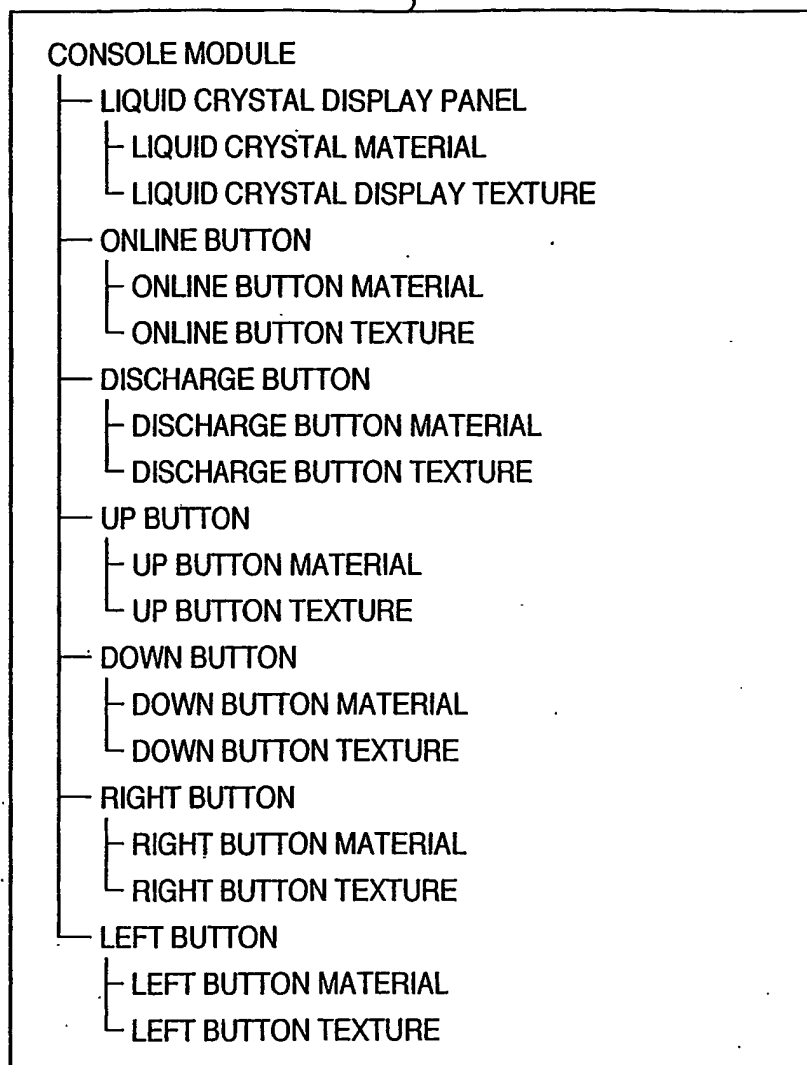 CONSOLE MODULE
LIQUID CRYSTAL DISPLAY PANEL
LIQUID CRYSTAL MATERIAL
LIQUID CRYSTAL DISPLAY TEXTURE
ONLINE BUTTON
ONLINE BUTTON MATERIAL
ONLINE BUTTON TEXTURE
DISCHARGE BUTTON
DISCHARGE BUTTON MATERIAL
DISCHARGE BUTTON TEXTURE
UP BUTTON
UP BUTTON MATERIAL
UP BUTTON TEXTURE
DOWN BUTTON
DOWN BUTTON MATERIAL
DOWN BUTTON TEXTURE
RIGHT BUTTON
RIGHT BUTTON MATERIAL
RIGHT BUTTON TEXTURE
LEFT BUTTON
LEFT BUTTON MATERIAL
LEFT BUTTON TEXTURE